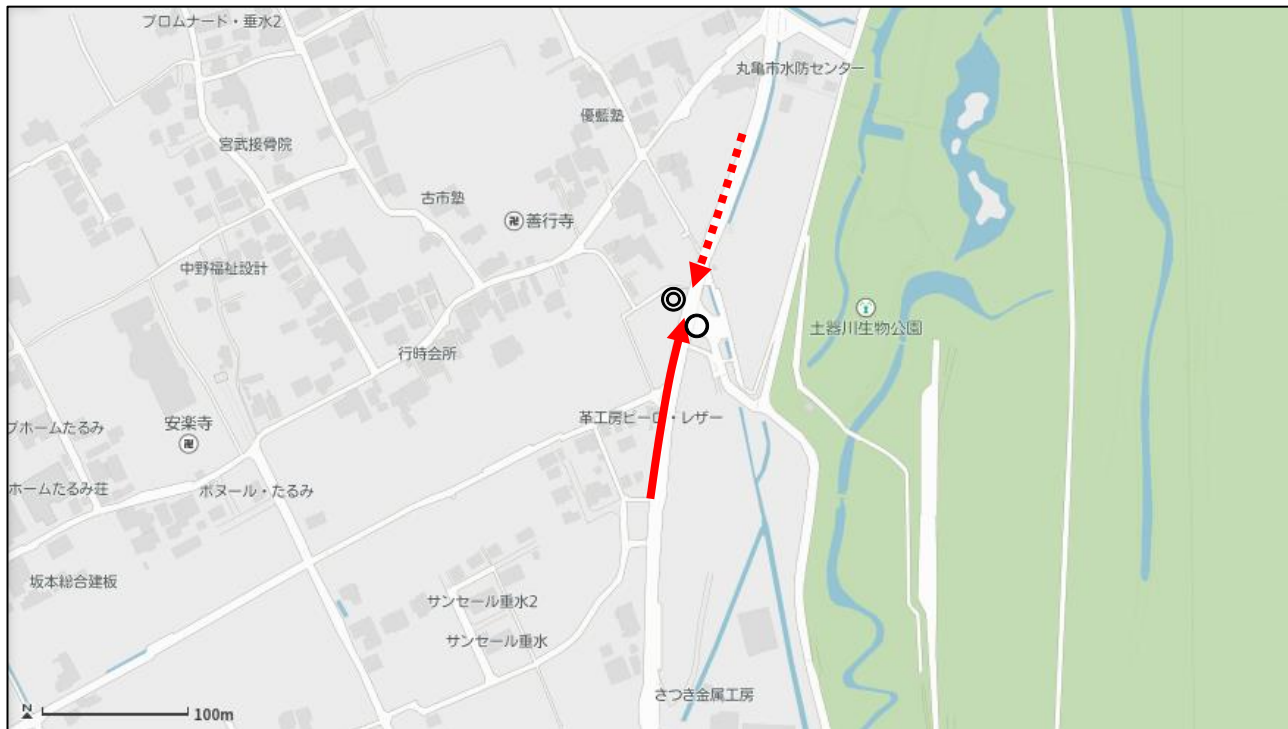 プロムナード・垂水2
丸亀市水防センター
優藍塾
宮武接骨院
古市塾
卍善行寺
中野福祉設計
土器川生物公園
行時会所
革工房ビーロ・レザー
プホームたるみ
安楽寺
卍
ホームたるみ荘
ボヌール・たるみ
坂本総合建板
サンセール垂水2
サンセール垂水
さつき金属工房
N
100m